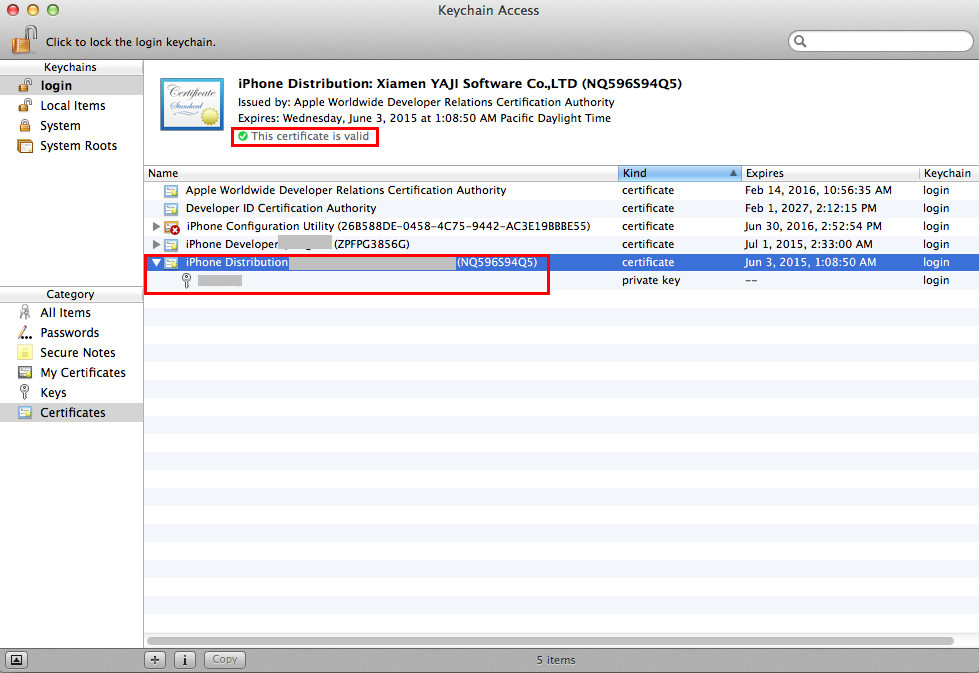 Keychain Access
Click to lock the login keychain.
Keychains
login
Local Items
System
System Roots
Certificate
Standard
iPhone Distribution: Xiamen YAJI Software Co.,LTD (NQ596S94Q5)
Issued by: Apple Worldwide Developer Relations Certification Authority
Expires: Wednesday, June 3, 2015 at 1:08:50 AM Pacific Daylight Time
This certificate is valid
Name Kind Expires Keychain
Apple Worldwide Developer Relations Certification Authority certificate Feb 14, 2016, 10:56:35 AM login
Developer ID Certification Authority certificate Feb 1, 2027, 2:12:15 PM login
iPhone Configuration Utility (26B588DE-0458-4C75-9442-AC3E19BBBE55) certificate Jun 30, 2016, 2:52:54 PM login
iPhone Developer (ZPFPG3856G) certificate Jul 1, 2015, 2:33:00 AM login
iPhone Distribution (NQ596S94Q5) certificate Jun 3, 2015, 1:08:50 AM login
private key -- login
Category
All Items
Passwords
Secure Notes
My Certificates
Keys
Certificates
Copy
5 items